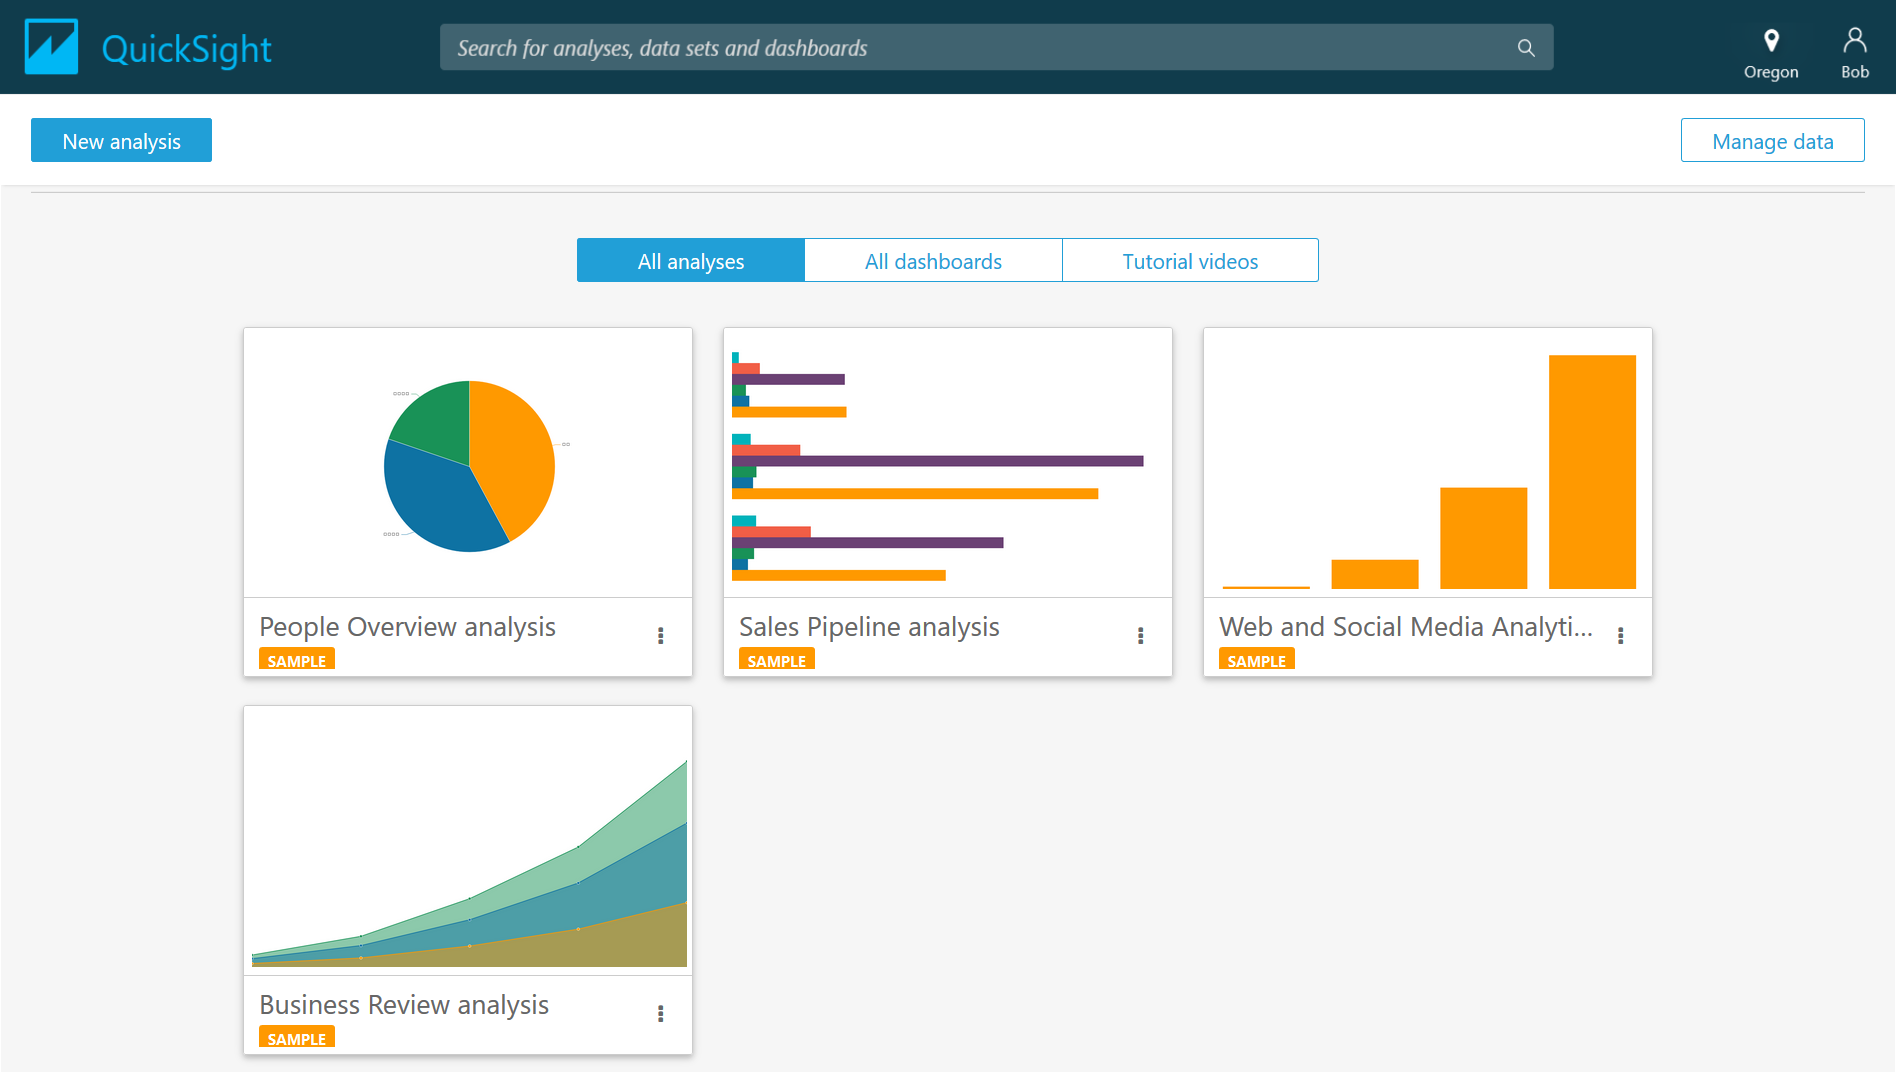 QuickSight
Search for analyses, data sets and dashboards
Oregon
Bob
New analysis
Manage data
All analyses
All dashboards
Tutorial videos
People Overview analysis
SAMPLE
Sales Pipeline analysis
SAMPLE
Web and Social Media Analyti...
SAMPLE
Business Review analysis
SAMPLE